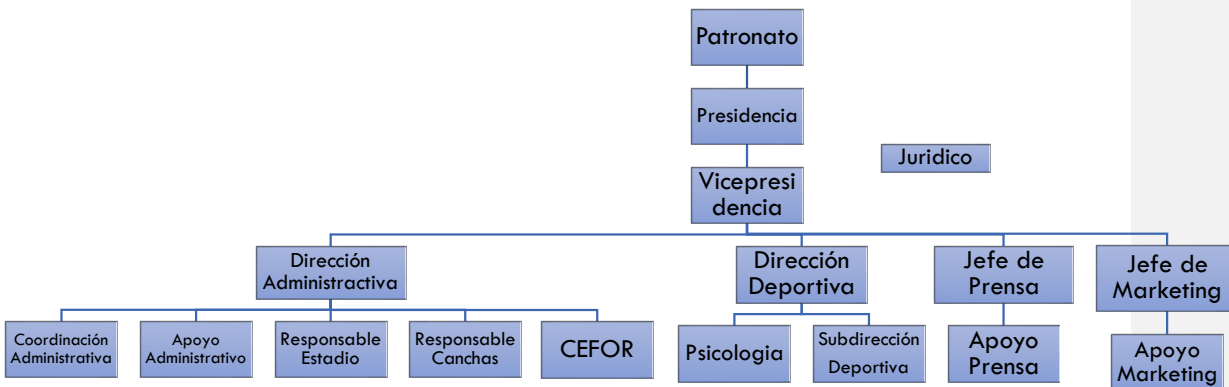 Patronato
Presidencia
Juridico
Vicepresi
dencia
Dirección
Administractiva
Dirección
Deportiva
Jefe de
Prensa
Jefe de
Marketing
Coordinación
Administrativa
Apoyo
Administrativo
Responsable
Estadio
Responsable
Canchas
CEFOR
Psicologia
Subdirección
Deportiva
Apoyo
Prensa
Apoyo
Marketing